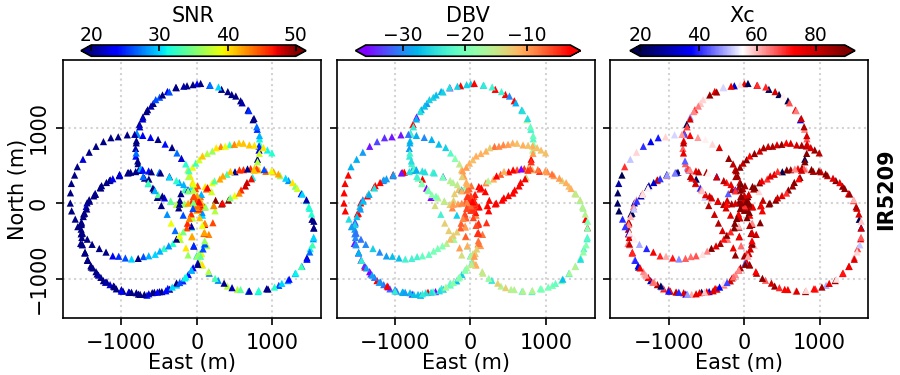 SNR
DBV
Xc
20 30 40 50
−30 −20 −10
20 40 60 80
1000
0
−1000
North (m)
−1000 0 1000
−1000 0 1000
−1000 0 1000
East (m)
East (m)
East (m)
IR5209